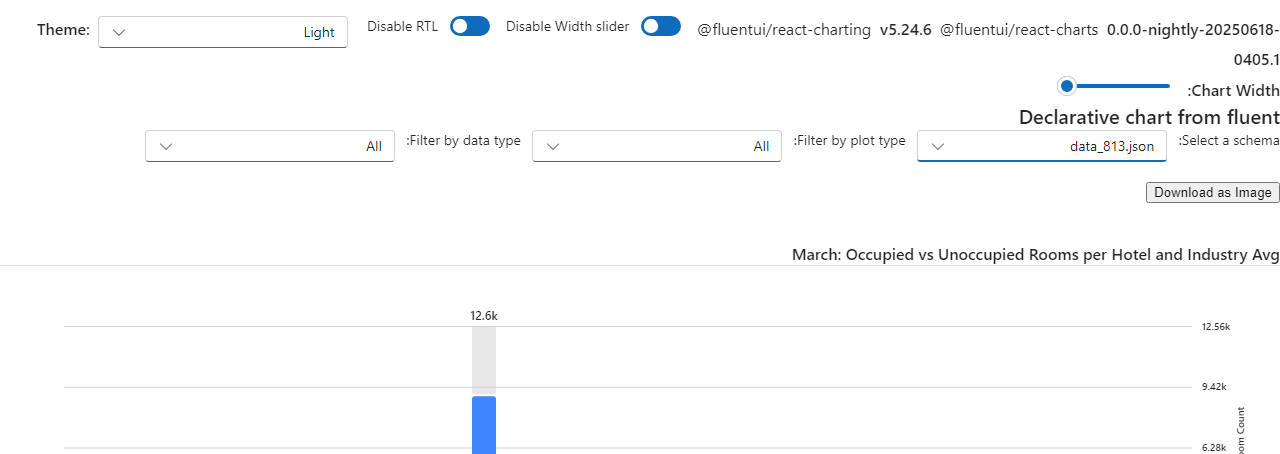 Theme: Light Disable RTL Disable Width slider @fluentui/react-charting v5.24.6 @fluentui/react-charts 0.0.0-nightly-20250618-
0405.1
:Chart Width
Declarative chart from fluent
:Select a schema data_813.json :Filter by plot type All :Filter by data type All
Download as Image
March: Occupied vs Unoccupied Rooms per Hotel and Industry Avg
12.6k
12.56k
9.42k
6.28k
Count